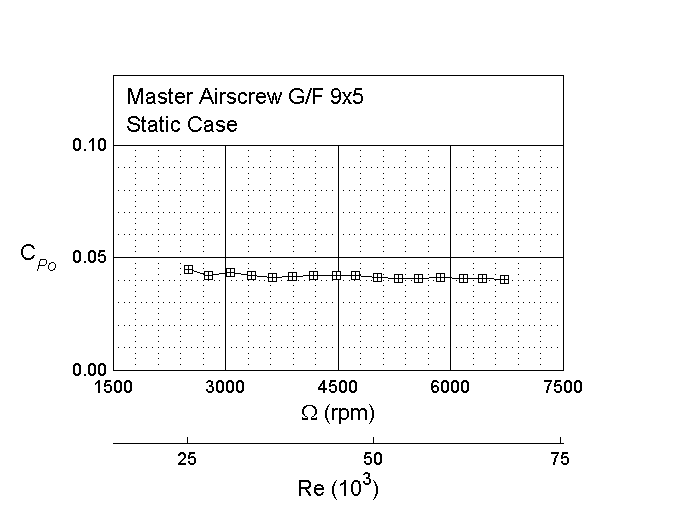 Master Airscrew G/F 9x5
Static Case
0.10
C_Po 0.05
0.00
1500 3000 4500 6000 7500
Ω (rpm)
25 50 75
Re (10³)